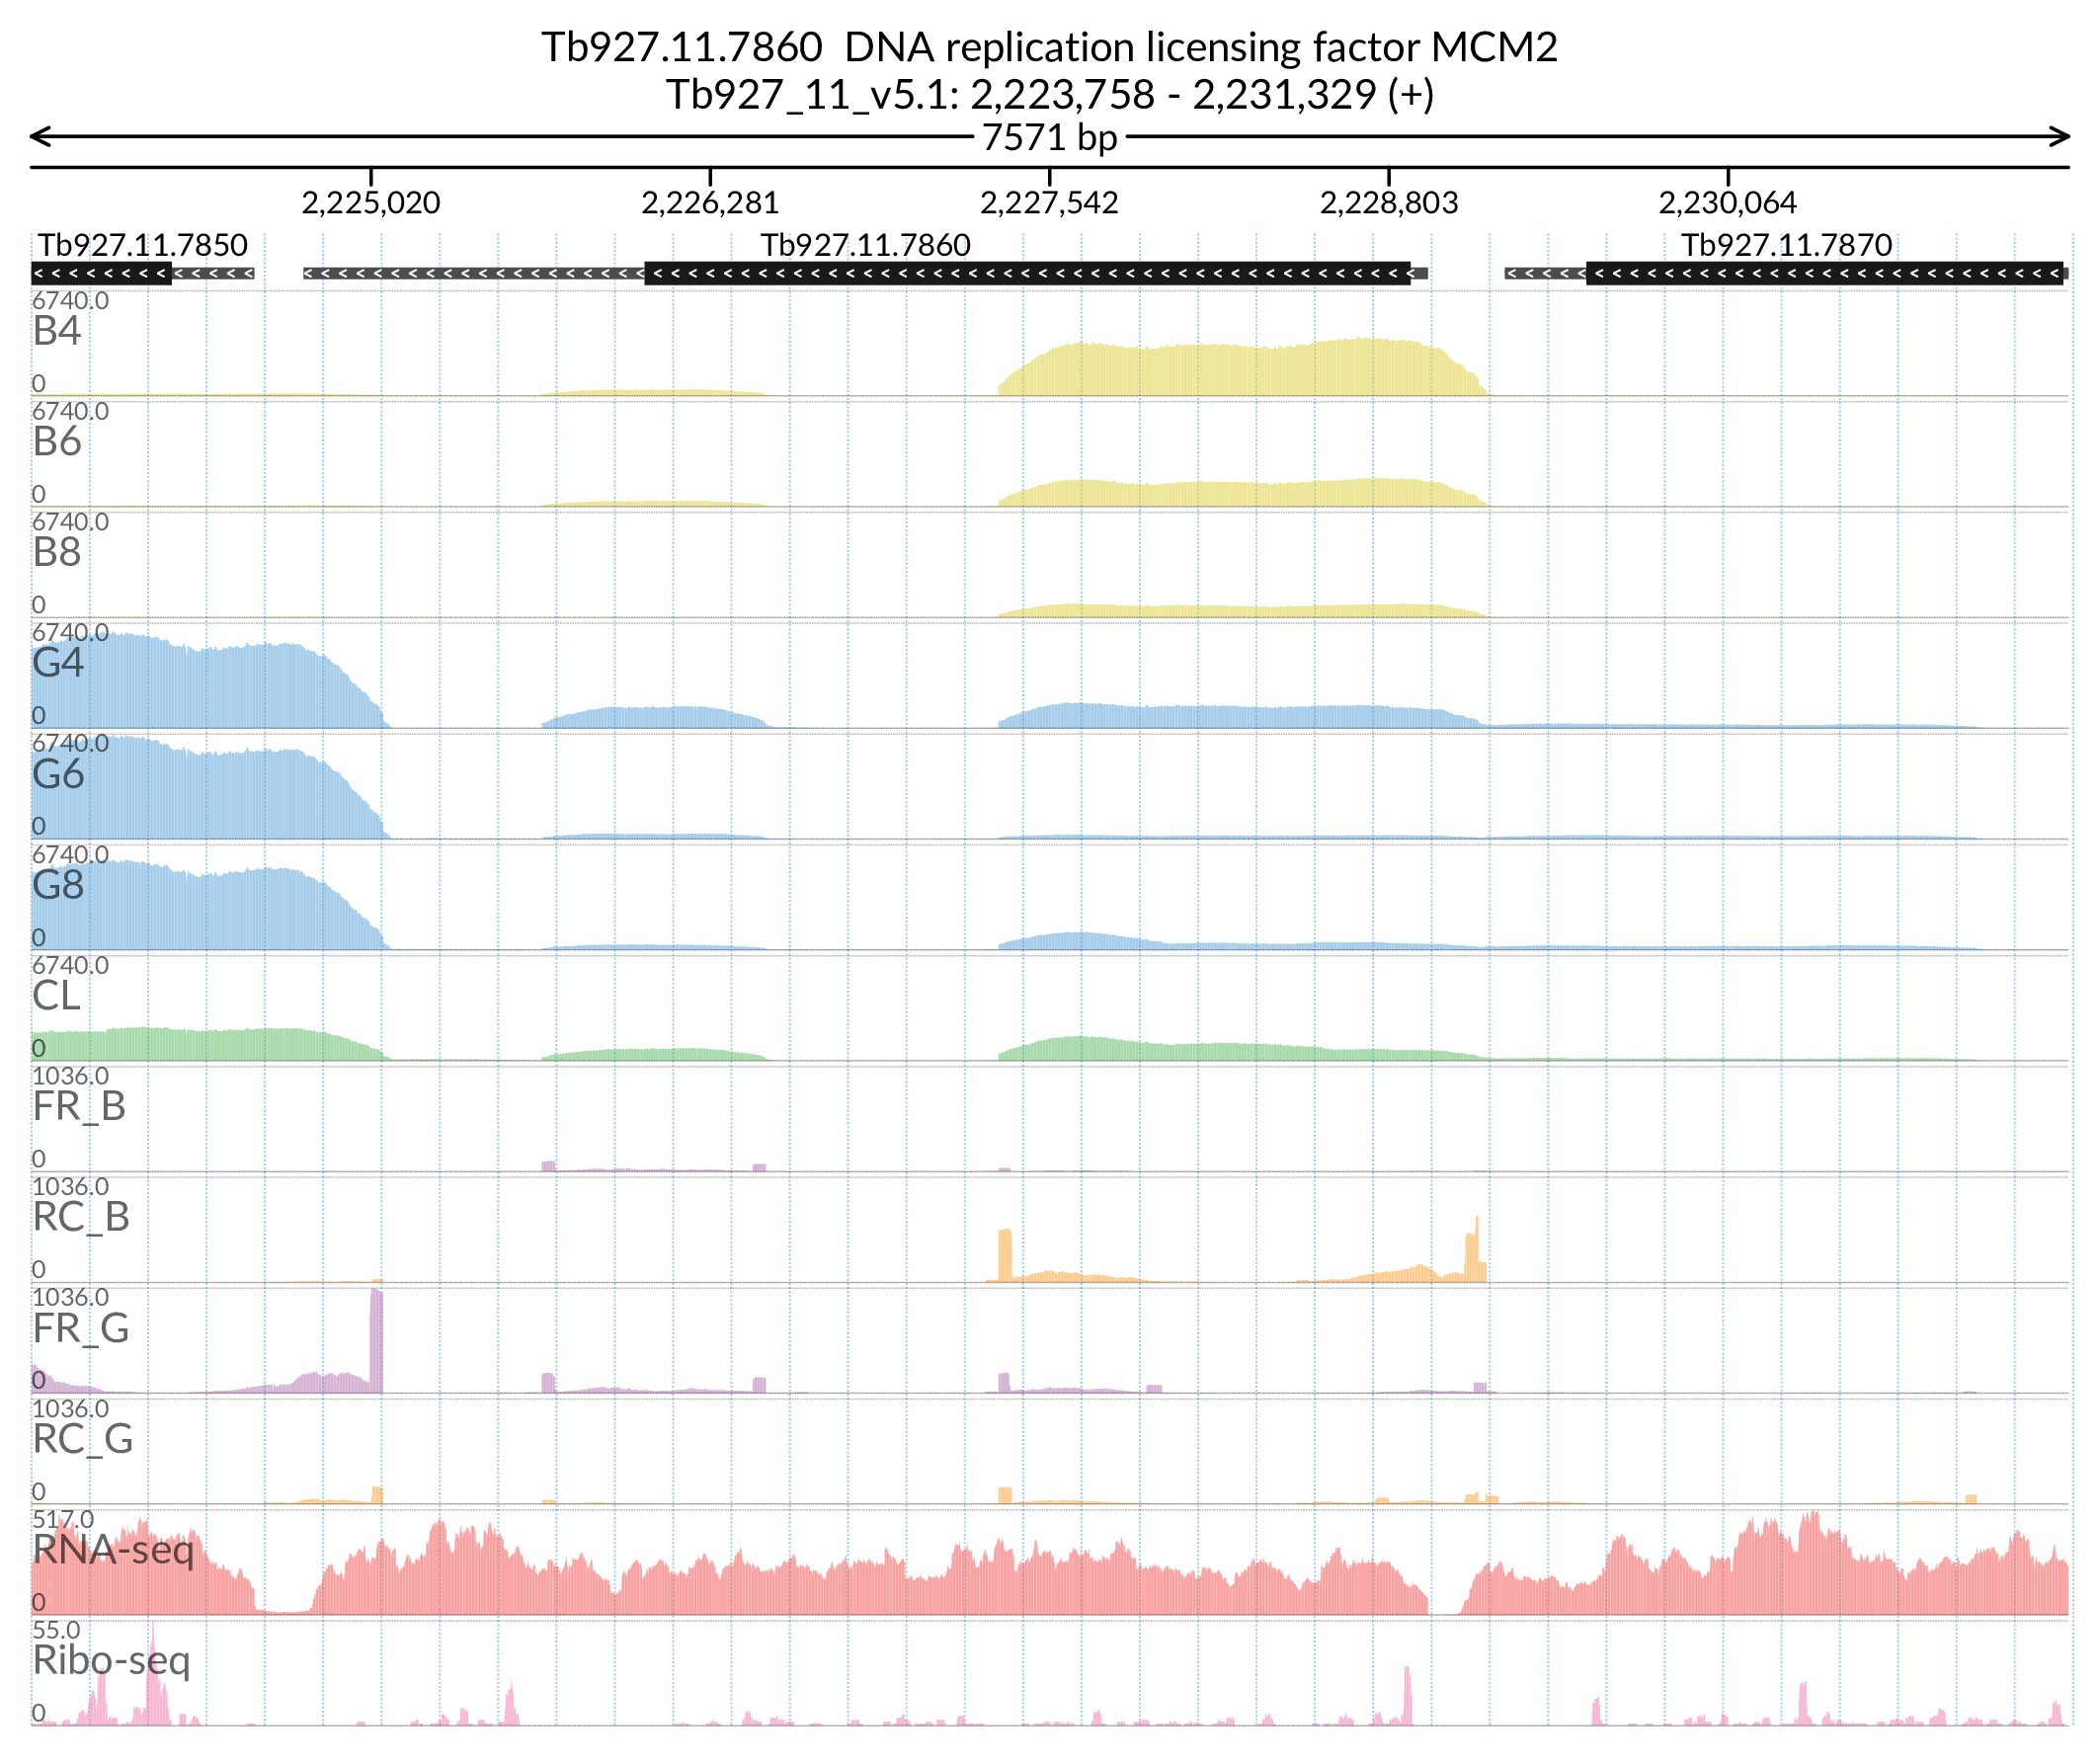 Tb927.11.7860 DNA replication licensing factor MCM2
Tb927_11_v5.1: 2,223,758 - 2,231,329 (+)
7571 bp
2,225,020 2,226,281 2,227,542 2,228,803 2,230,064
Tb927.11.7850 Tb927.11.7860 Tb927.11.7870
6740.0
B4
0
6740.0
B6
0
6740.0
B8
0
6740.0
G4
0
6740.0
G6
0
6740.0
G8
0
6740.0
CL
0
1036.0
FR_B
0
1036.0
RC_B
0
1036.0
FR_G
0
1036.0
RC_G
0
517.0
RNA-seq
0
55.0
Ribo-seq
0